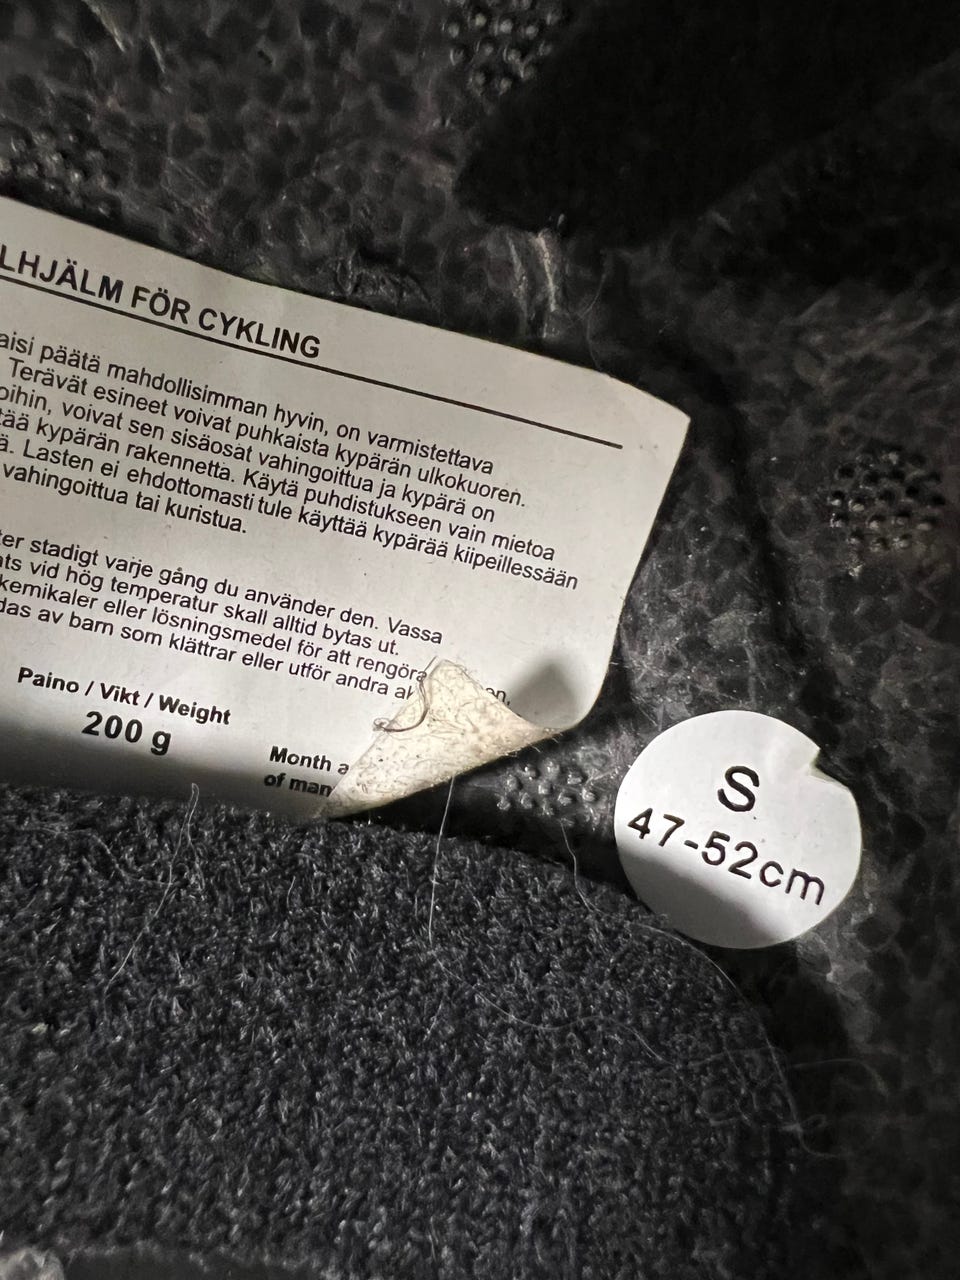 LHJÄLM FÖR CYKLING
aisi päätä mahdollisimman hyvin, on varmistettava
Terävät esineet voivat puhkaista kypärän ulkokuoren.
oihin, voivat sen sisäosat vahingoittua ja kypärä on
tää kypärän rakennetta. Käytä puhdistukseen vain mietoa
ä. Lasten ei ehdottomasti tule käyttää kypärää kiipeillessään
vahingoittua tai kuristua.
ter stadigt varje gång du använder den. Vassa
ats vid hög temperatur skall alltid bytas ut.
kemikaler eller lösningsmedel för att rengöra
das av barn som klättrar eller utför andra ak on,
Paino / Vikt / Weight
200 g
Month a
of man
S
47-52cm